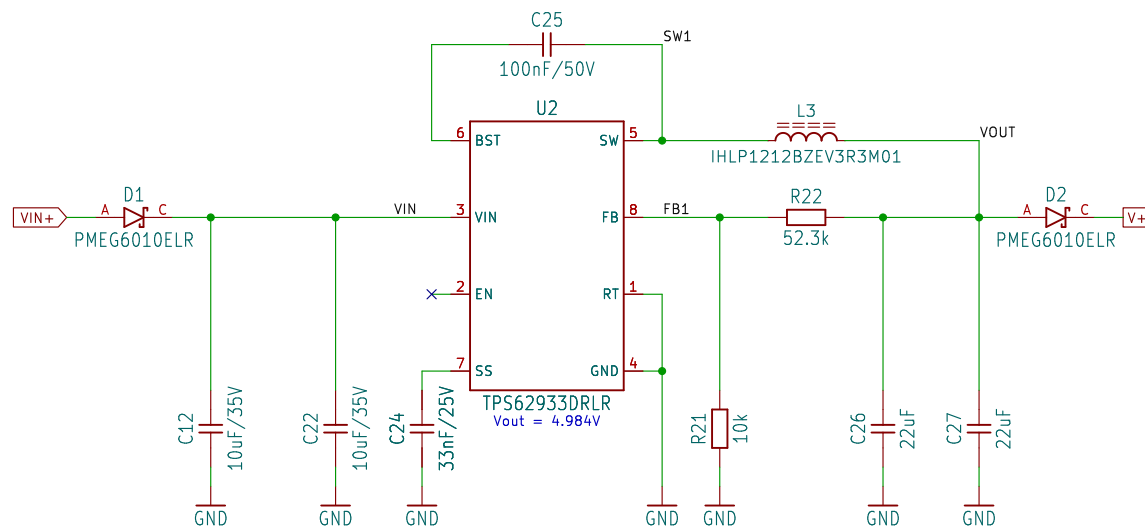 C25
100nF/50V
SW1
U2
6 BST
SW 5
L3
IHLP1212BZEV3R3M01
VOUT
VIN+
D1
A C
PMEG6010ELR
VIN
3 VIN
FB 8
FB1
R22
52.3k
D2
A C
PMEG6010ELR
V+
2 EN
RT 1
7 SS
GND 4
TPS62933DRLR
Vout = 4.984V
C12
10uF/35V
C22
10uF/35V
C24
33nF/25V
R21
10k
C26
22uF
C27
22uF
GND
GND
GND
GND
GND
GND
GND